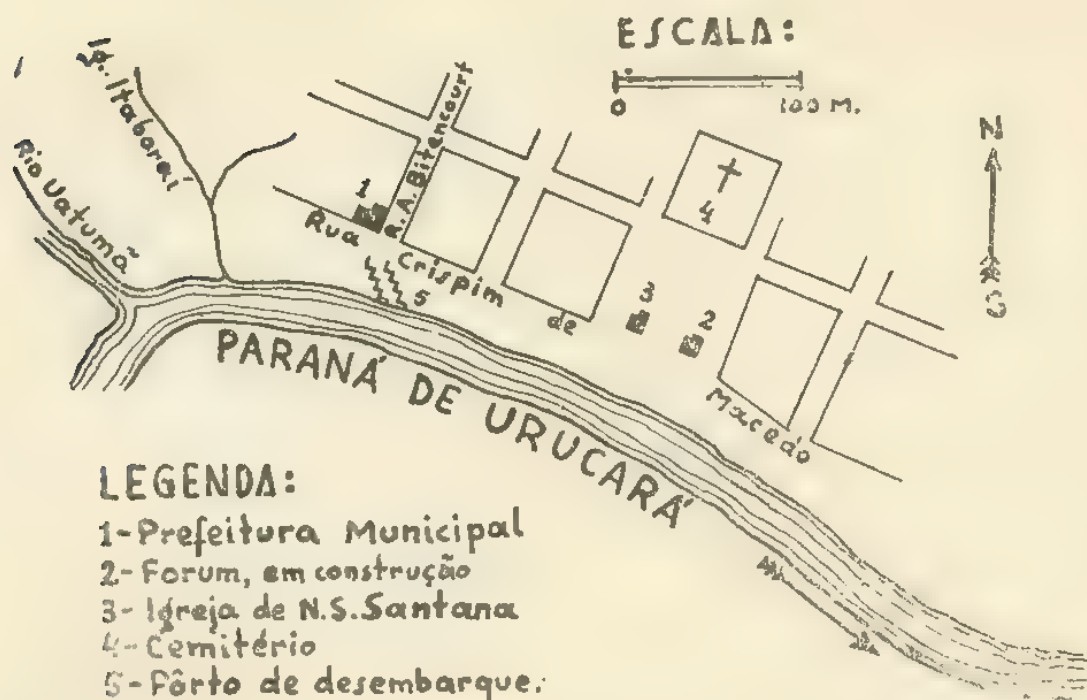 ESCALA:
0 100 M.
N
S
Ig. Itaboraí
Rio Uatumã
R. A. Bitencourt
1
Rua Crispim de Macedo
4
3
2
5
PARANÁ DE URUCARÁ
LEGENDA:
1-Prefeitura Municipal
2-Forum, em construção
3-Igreja de N.S.Santana
4-Cemitério
5-Pôrto de desembarque.